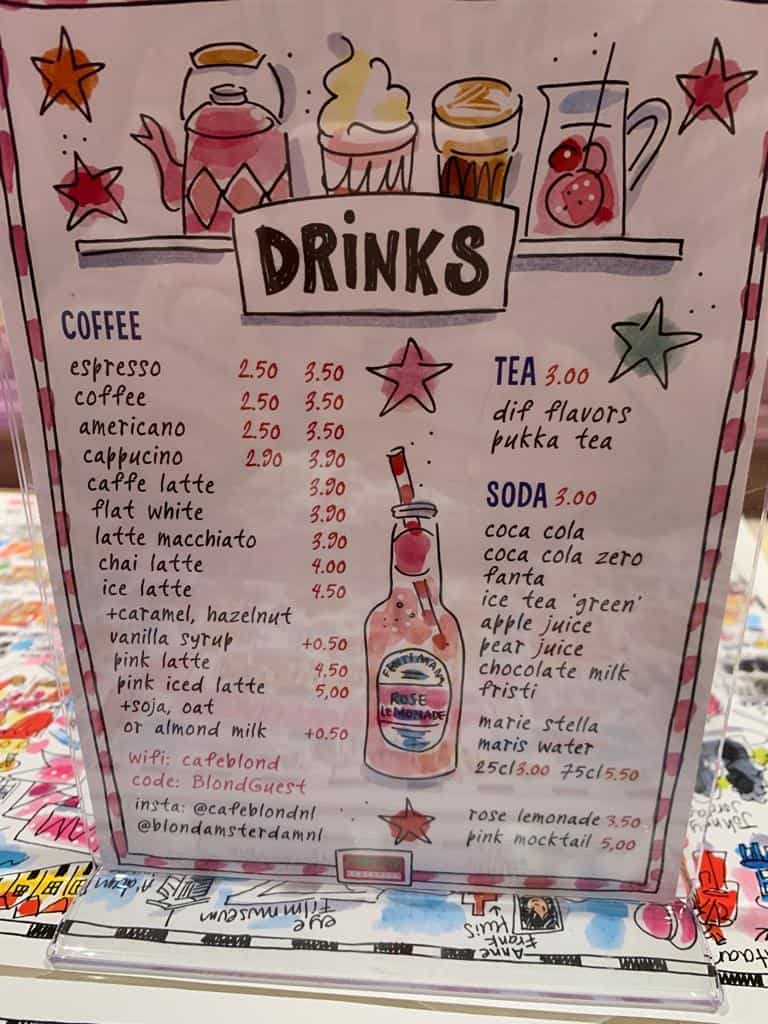 DRINKS
COFFEE
espresso 2.50 3.50
coffee 2.50 3.50
americano 2.50 3.50
cappucino 2.90 3.90
caffe latte 3.90
flat white 3.90
latte macchiato 3.90
chai latte 4.00
ice latte 4.50
+caramel, hazelnut
vanilla syrup +0.50
pink latte 4.50
pink iced latte 5,00
+soja, oat
or almond milk +0.50
wifi: cafeblond
code: BlondGuest
insta: @cafeblondnl
@blondamsterdamnl
TEA 3.00
dif flavors
pukka tea
SODA 3.00
coca cola
coca cola zero
fanta
ice tea 'green'
apple juice
pear juice
chocolate milk
fristi
marie stella
maris water
25cl 3.00 75cl 5.50
rose lemonade 3.50
pink mocktail 5,00
ROSE
LEMONADE
eye
Filmmuseum
Anne
Frank
Huis